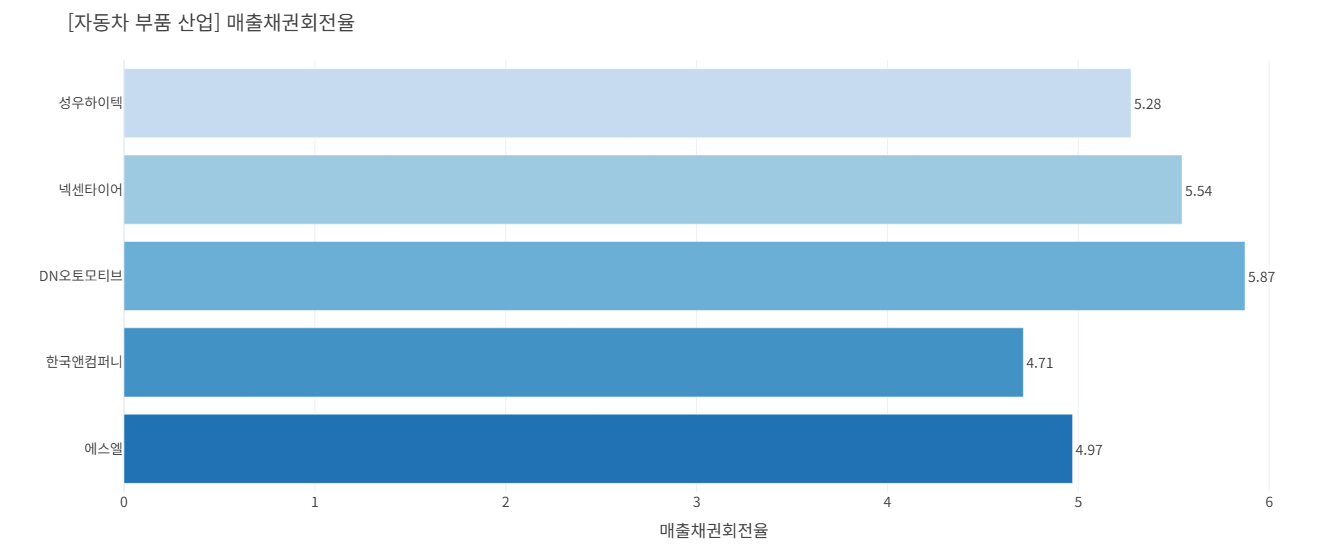 [자동차 부품 산업] 매출채권회전율
성우하이텍
5.28
넥센타이어
5.54
DN오토모티브
5.87
한국앤컴퍼니
4.71
에스엘
4.97
0 1 2 3 4 5 6
매출채권회전율